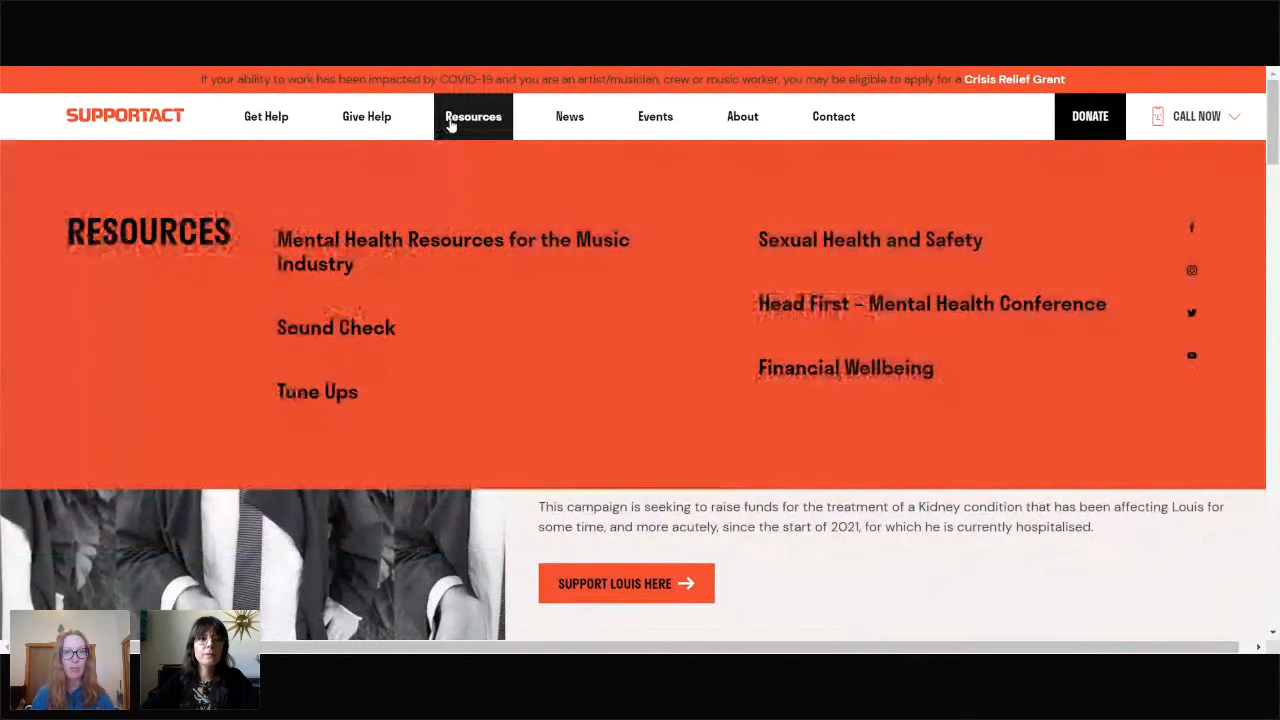 If your ability to work has been impacted by COVID-19 and you are an artist/musician, crew or music worker, you may be eligible to apply for a Crisis Relief Grant
SUPPORTACT Get Help Give Help Resources News Events About Contact DONATE CALL NOW
RESOURCES
Mental Health Resources for the Music
Industry
Sound Check
Tune Ups
Sexual Health and Safety
Head First – Mental Health Conference
Financial Wellbeing
This campaign is seeking to raise funds for the treatment of a Kidney condition that has been affecting Louis for
some time, and more acutely, since the start of 2021, for which he is currently hospitalised.
SUPPORT LOUIS HERE